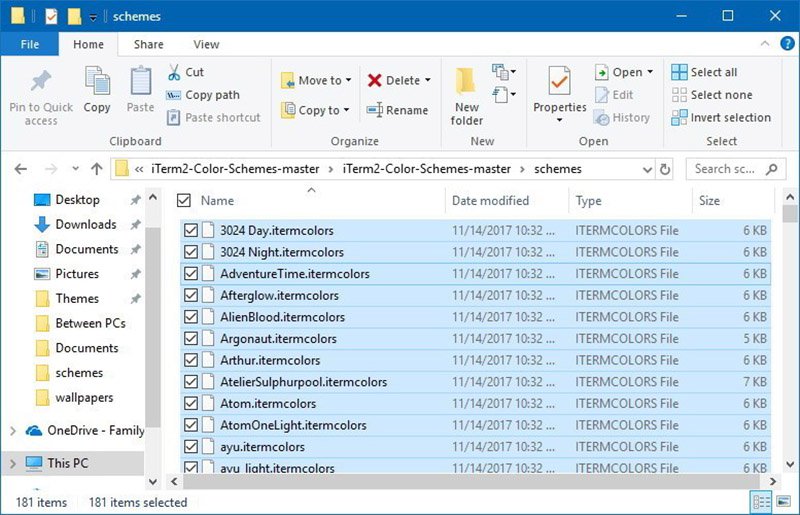 schemes
File Home Share View
Pin to Quick access
Copy
Paste
Cut
Copy path
Paste shortcut
Clipboard
Move to
Copy to
Delete
Rename
Organize
New folder
New
Properties
Open
Edit
History
Open
Select all
Select none
Invert selection
Select
« iTerm2-Color-Schemes-master › iTerm2-Color-Schemes-master › schemes
Search sc...
Desktop
Downloads
Documents
Pictures
Themes
Between PCs
Documents
schemes
wallpapers
OneDrive - Family
This PC
Name Date modified Type Size
3024 Day.itermcolors 11/14/2017 10:32 ... ITERMCOLORS File 6 KB
3024 Night.itermcolors 11/14/2017 10:32 ... ITERMCOLORS File 6 KB
AdventureTime.itermcolors 11/14/2017 10:32 ... ITERMCOLORS File 6 KB
Afterglow.itermcolors 11/14/2017 10:32 ... ITERMCOLORS File 6 KB
AlienBlood.itermcolors 11/14/2017 10:32 ... ITERMCOLORS File 6 KB
Argonaut.itermcolors 11/14/2017 10:32 ... ITERMCOLORS File 5 KB
Arthur.itermcolors 11/14/2017 10:32 ... ITERMCOLORS File 6 KB
AtelierSulphurpool.itermcolors 11/14/2017 10:32 ... ITERMCOLORS File 7 KB
Atom.itermcolors 11/14/2017 10:32 ... ITERMCOLORS File 6 KB
AtomOneLight.itermcolors 11/14/2017 10:32 ... ITERMCOLORS File 6 KB
ayu.itermcolors 11/14/2017 10:32 ... ITERMCOLORS File 6 KB
ayu_light.itermcolors 11/14/2017 10:32 ... ITERMCOLORS File 6 KB
181 items 181 items selected